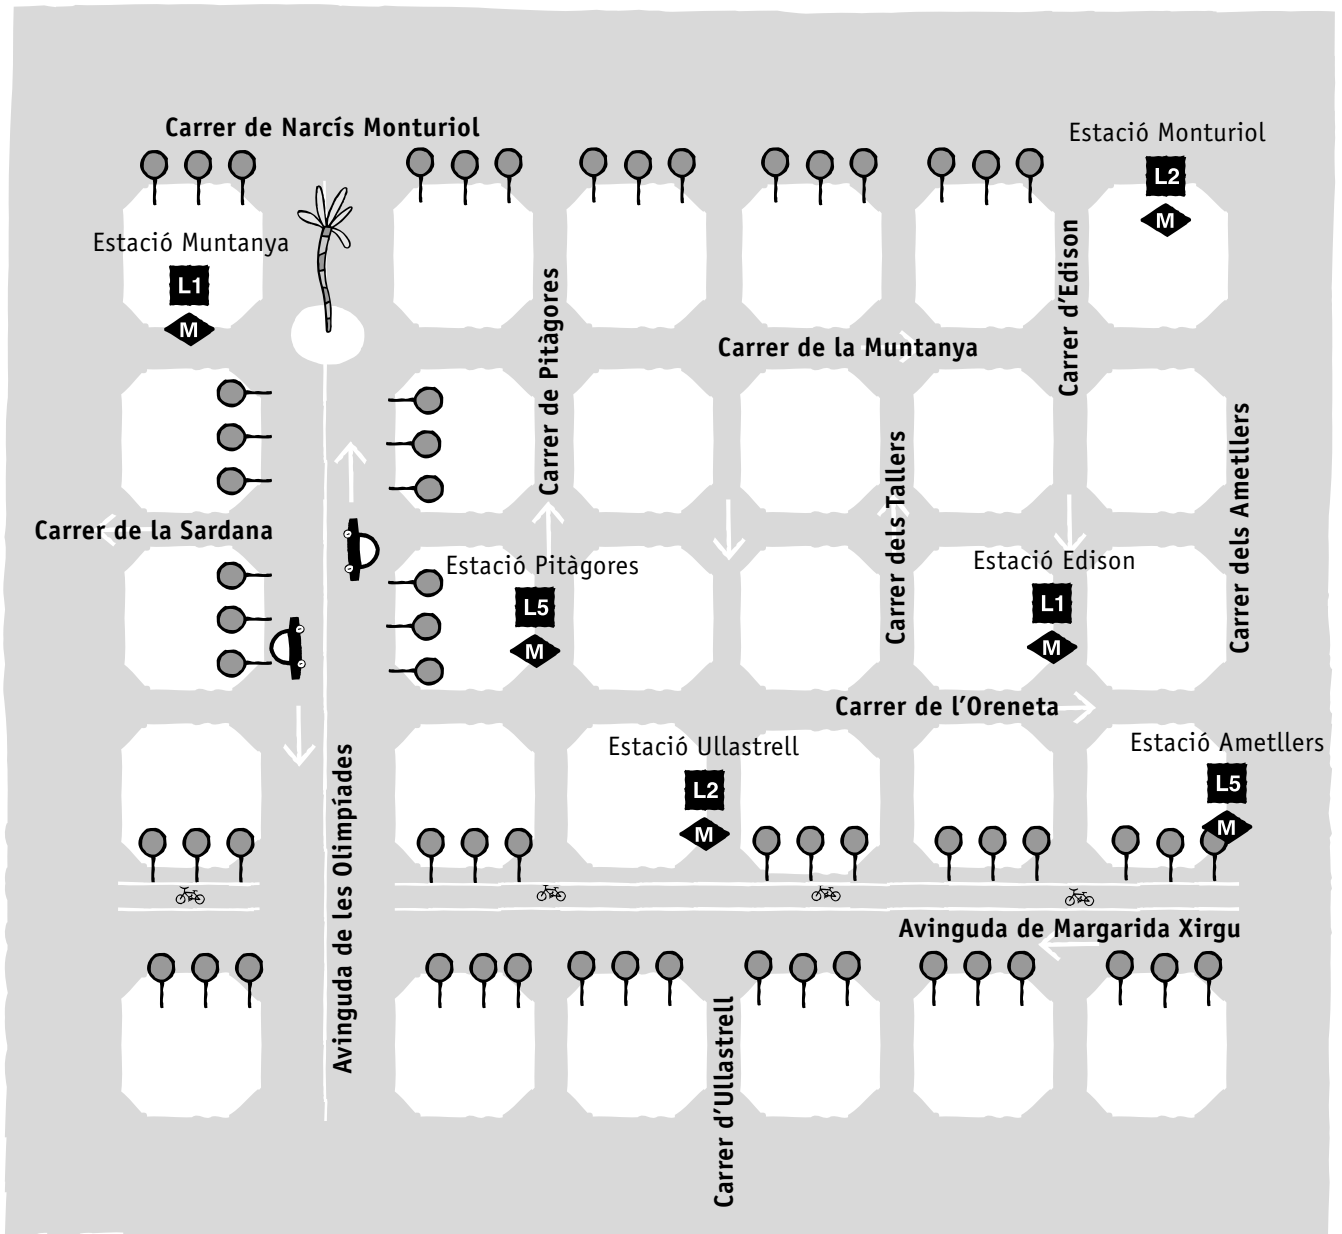 Carrer de Narcís Monturiol
Estació Monturiol
L2
M
Estació Muntanya
L1
M
Carrer de Pitàgores
Carrer d'Edison
Carrer de la Muntanya
Carrer dels Tallers
Carrer dels Ametllers
Carrer de la Sardana
Estació Pitàgores
L5
M
Estació Edison
L1
M
Carrer de l'Oreneta
Estació Ullastrell
L2
M
Estació Ametllers
L5
M
Avinguda de les Olimpíades
Avinguda de Margarida Xirgu
Carrer d'Ullastrell